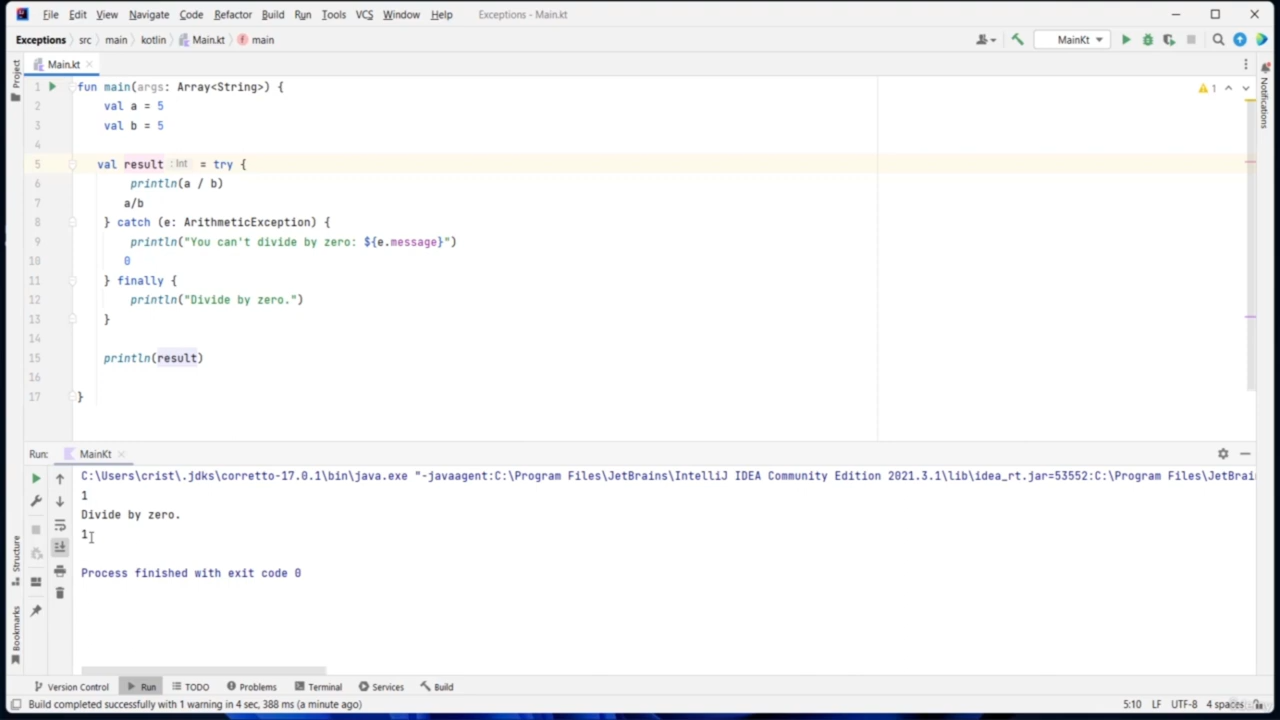 File Edit View Navigate Code Refactor Build Run Tools VCS Window Help Exceptions - Main.kt
Exceptions src main kotlin Main.kt main MainKt
Project
Main.kt
Notifications
1 fun main(args: Array<String>) { 1
2 val a = 5
3 val b = 5
4
5 val result : Int = try {
6 println(a / b)
7 a/b
8 } catch (e: ArithmeticException) {
9 println("You can't divide by zero: ${e.message}")
10 0
11 } finally {
12 println("Divide by zero.")
13 }
14
15 println(result)
16
17 }
Run: MainKt
C:\Users\crist\.jdks\corretto-17.0.1\bin\java.exe "-javaagent:C:\Program Files\JetBrains\IntelliJ IDEA Community Edition 2021.3.1\lib\idea_rt.jar=53552:C:\Program Files\JetBrai
1
Divide by zero.
1
Process finished with exit code 0
Structure
Bookmarks
Version Control Run TODO Problems Terminal Services Build
Build completed successfully with 1 warning in 4 sec, 388 ms (a minute ago) 5:10 LF UTF-8 4 spaces